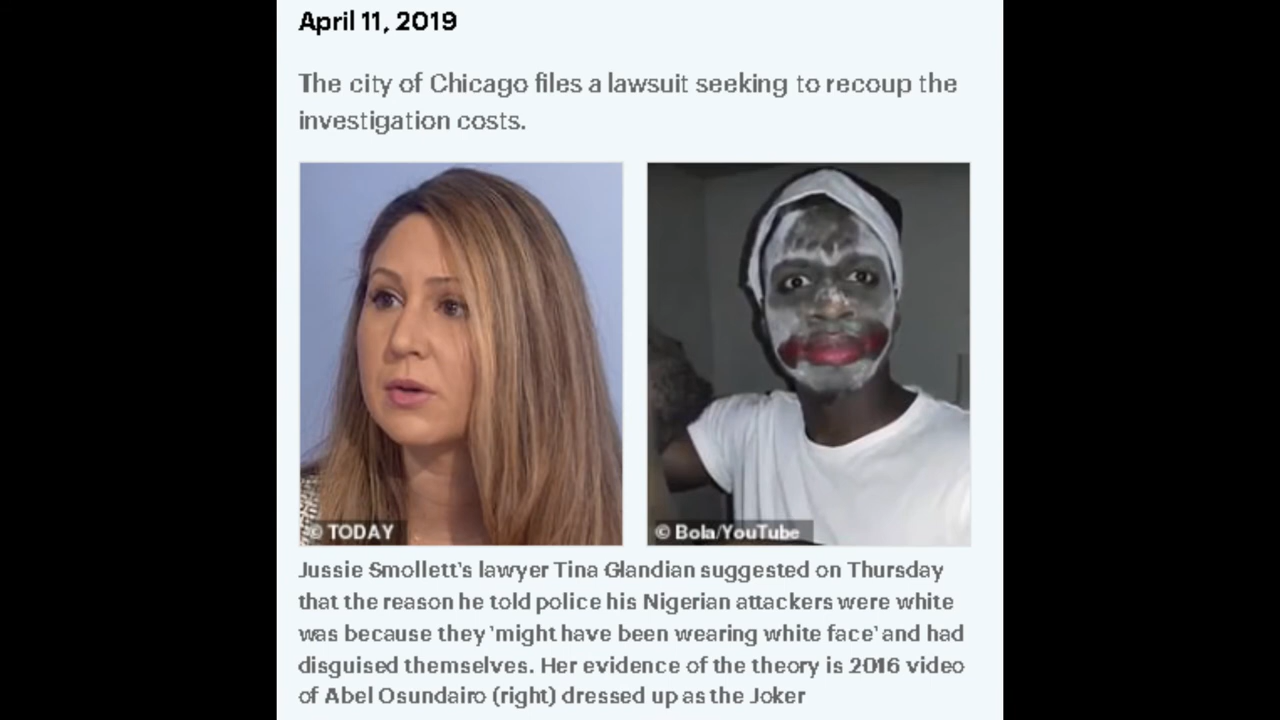 April 11, 2019
The city of Chicago files a lawsuit seeking to recoup the
investigation costs.
© TODAY
© Bola/YouTube
Jussie Smollett's lawyer Tina Glandian suggested on Thursday
that the reason he told police his Nigerian attackers were white
was because they 'might have been wearing white face' and had
disguised themselves. Her evidence of the theory is 2016 video
of Abel Osundairo (right) dressed up as the Joker